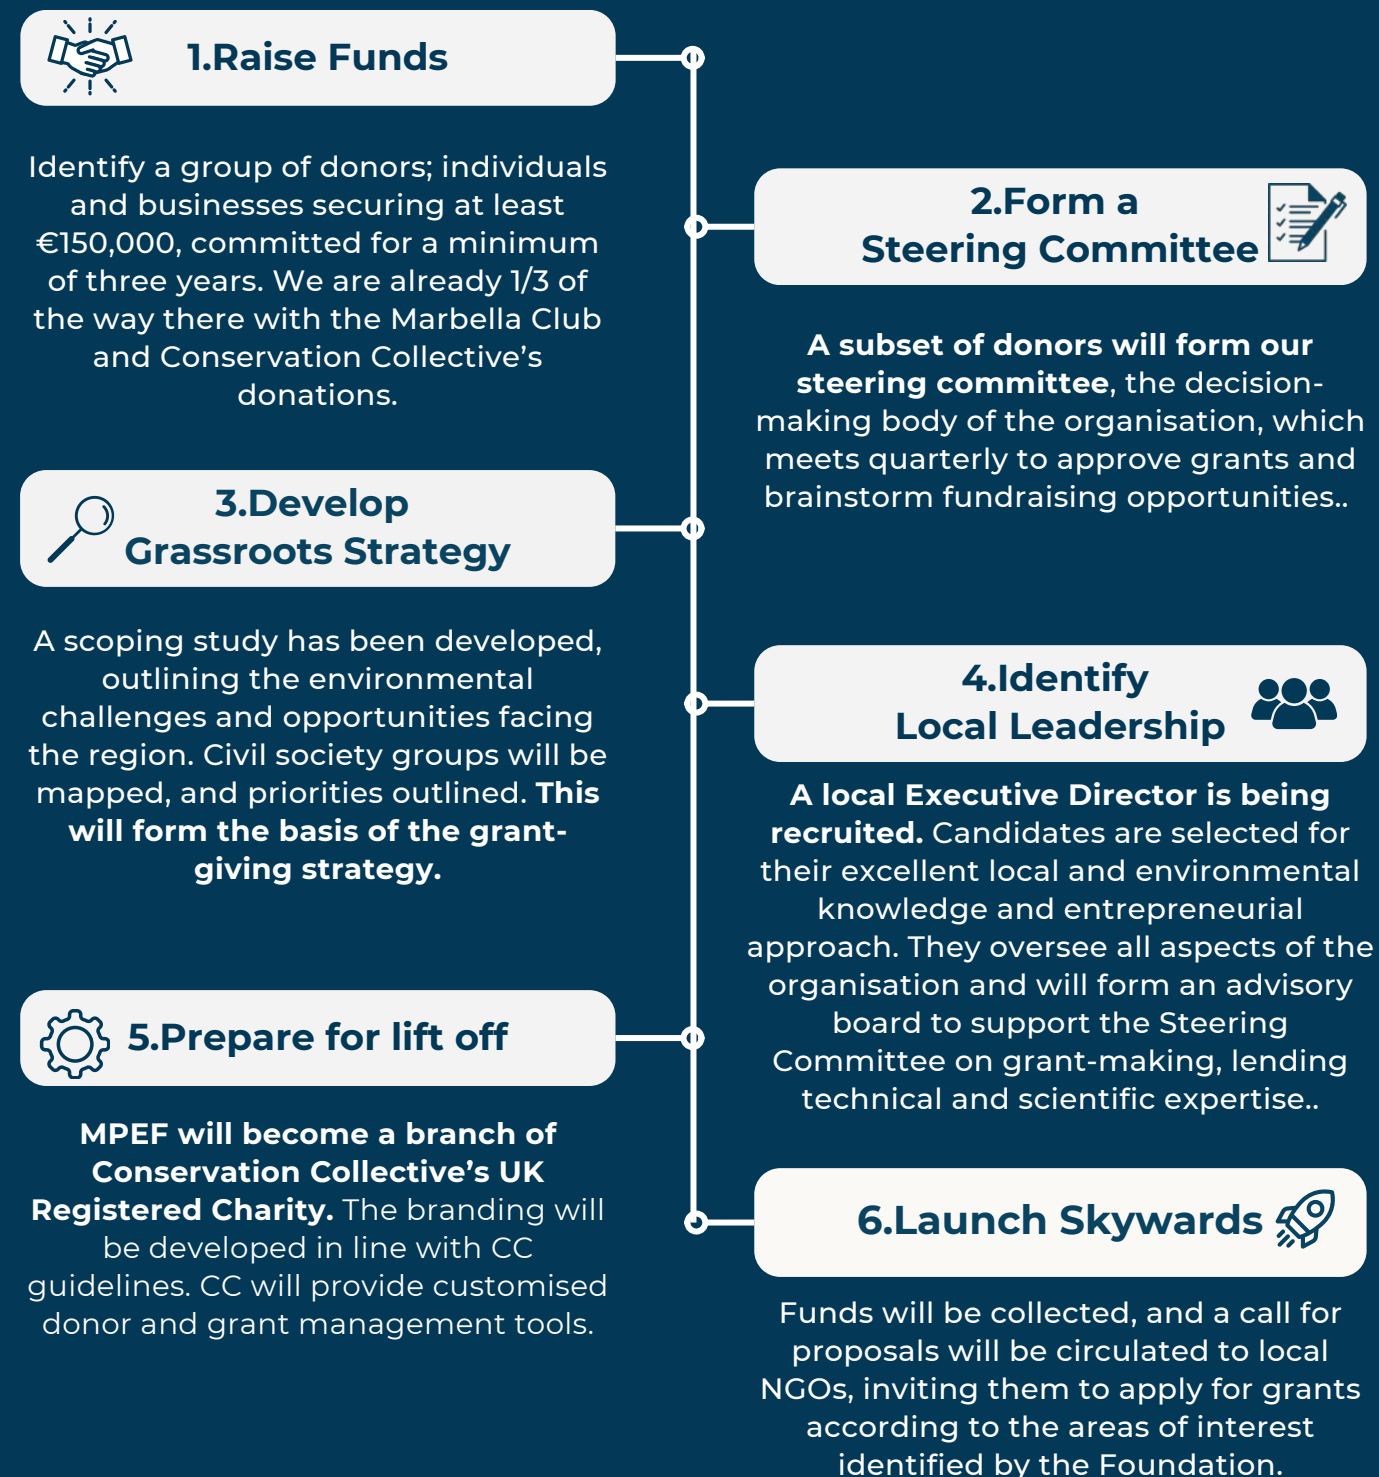 1.Raise Funds
Identify a group of donors; individuals
and businesses securing at least
€150,000, committed for a minimum
of three years. We are already 1/3 of
the way there with the Marbella Club
and Conservation Collective’s
donations.
2.Form a
Steering Committee
A subset of donors will form our
steering committee, the decision-
making body of the organisation, which
meets quarterly to approve grants and
brainstorm fundraising opportunities..
3.Develop
Grassroots Strategy
A scoping study has been developed,
outlining the environmental
challenges and opportunities facing
the region. Civil society groups will be
mapped, and priorities outlined. This
will form the basis of the grant-
giving strategy.
4.Identify
Local Leadership
A local Executive Director is being
recruited. Candidates are selected for
their excellent local and environmental
knowledge and entrepreneurial
approach. They oversee all aspects of the
organisation and will form an advisory
board to support the Steering
Committee on grant-making, lending
technical and scientific expertise..
5.Prepare for lift off
MPEF will become a branch of
Conservation Collective’s UK
Registered Charity. The branding will
be developed in line with CC
guidelines. CC will provide customised
donor and grant management tools.
6.Launch Skywards
Funds will be collected, and a call for
proposals will be circulated to local
NGOs, inviting them to apply for grants
according to the areas of interest
identified by the Foundation.